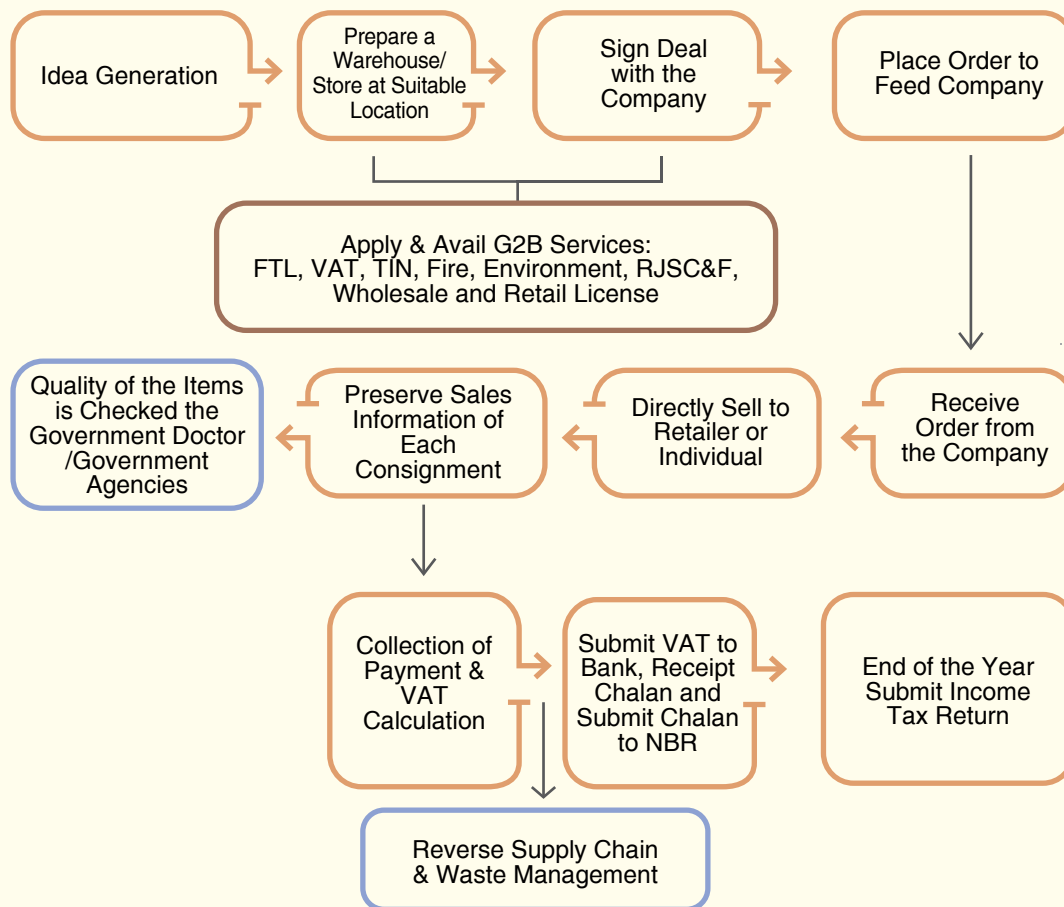 Idea Generation
Prepare a
Warehouse/
Store at Suitable
Location
Sign Deal
with the
Company
Place Order to
Feed Company
Apply & Avail G2B Services:
FTL, VAT, TIN, Fire, Environment, RJSC&F,
Wholesale and Retail License
Quality of the Items
is Checked the
Government Doctor
/Government
Agencies
Preserve Sales
Information of
Each
Consignment
Directly Sell to
Retailer or
Individual
Receive
Order from
the Company
Collection of
Payment &
VAT
Calculation
Submit VAT to
Bank, Receipt
Chalan and
Submit Chalan
to NBR
End of the Year
Submit Income
Tax Return
Reverse Supply Chain
& Waste Management